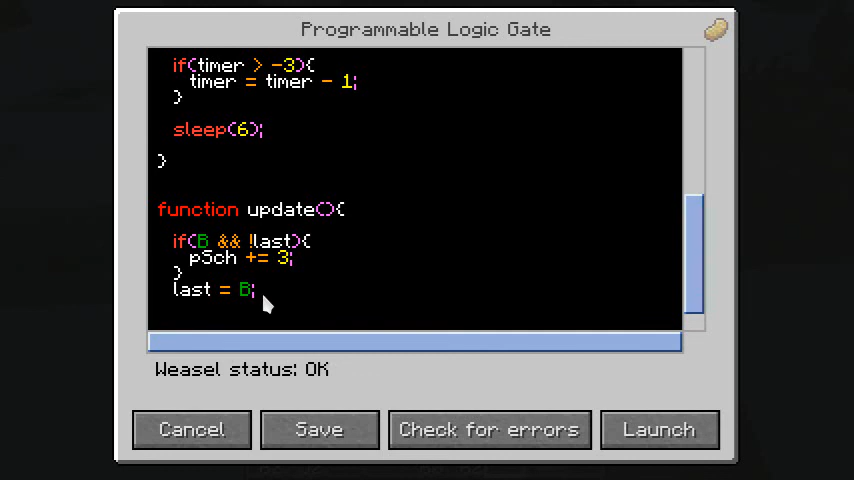 Programmable Logic Gate
if(timer > -3){
timer = timer - 1;
}
sleep(6);
}
function update(){
if(B && !last){
pSch += 3;
}
last = B;
Weasel status: OK
Cancel
Save
Check for errors
Launch